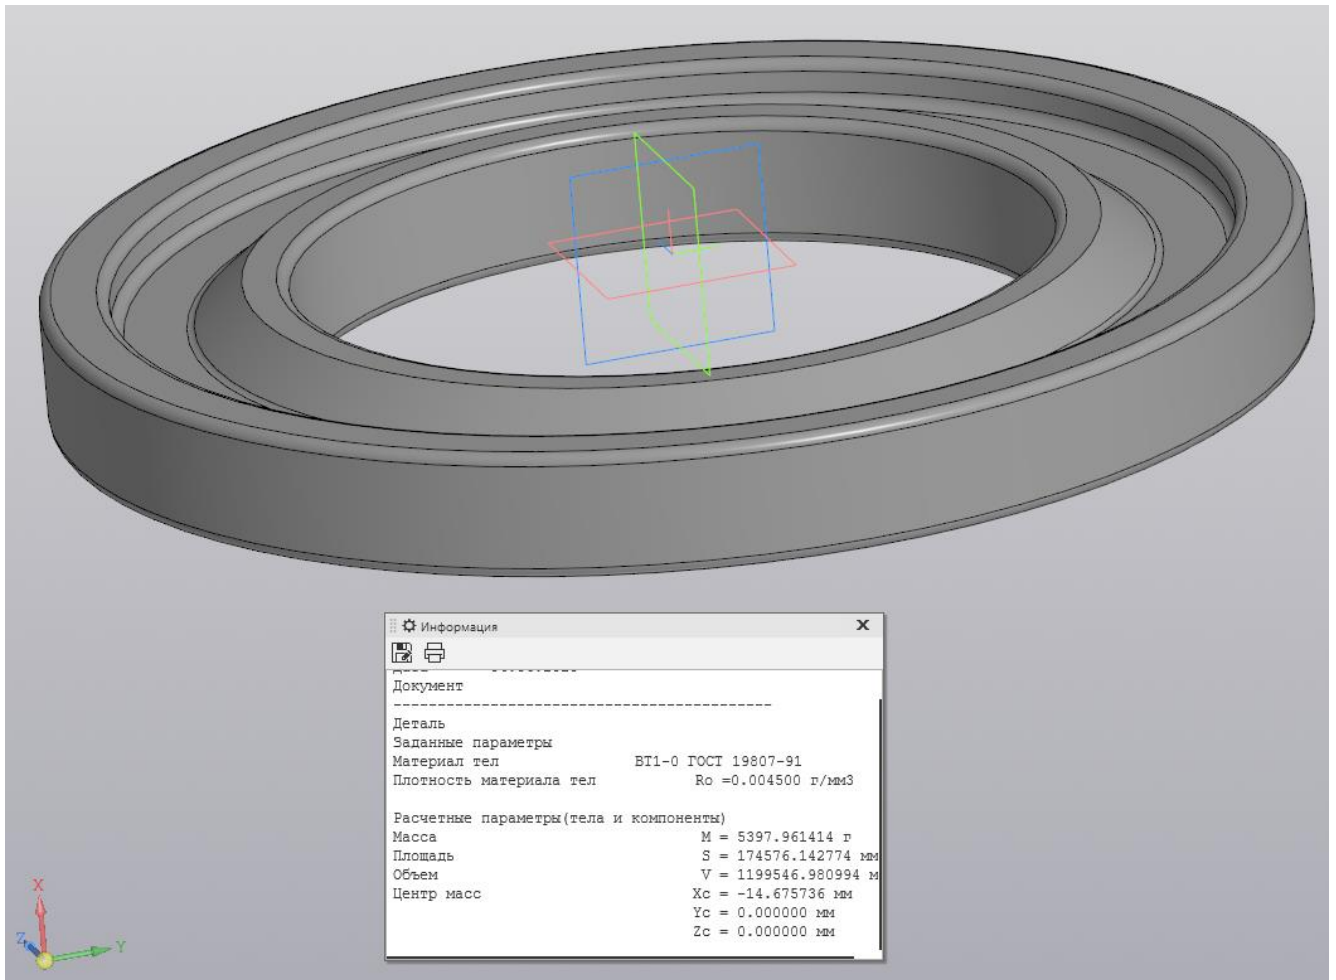 Информация
Документ
-------------------------------------------
Деталь
Заданные параметры
Материал тел ВТ1-0 ГОСТ 19807-91
Плотность материала тел Ro =0.004500 г/мм3
Расчетные параметры(тела и компоненты)
Масса M = 5397.961414 г
Площадь S = 174576.142774 мм
Объем V = 1199546.980994 м
Центр масс Xc = -14.675736 мм
Yc = 0.000000 мм
Zc = 0.000000 мм
X
Z
Y